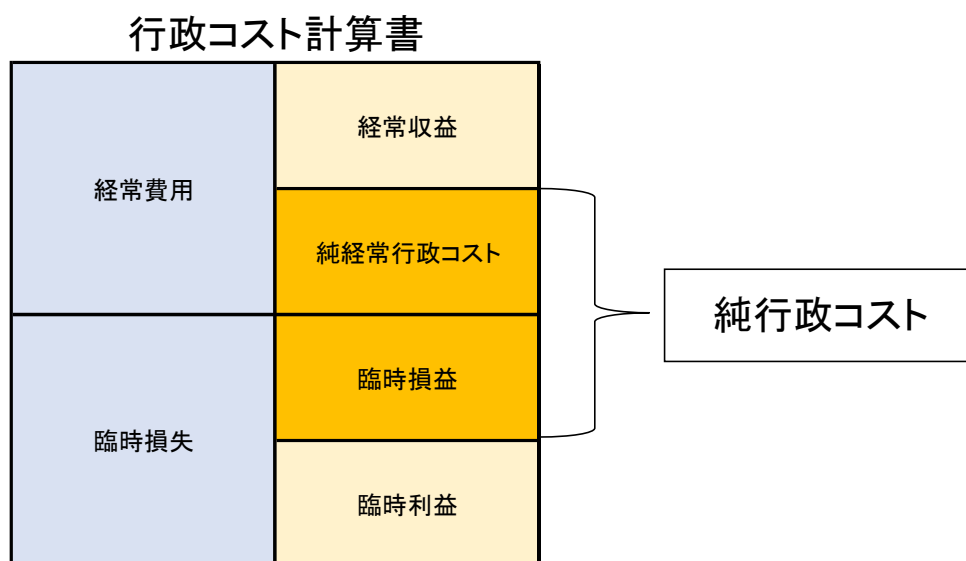 行政コスト計算書
経常費用
経常収益
純経常行政コスト
臨時損失
臨時損益
臨時利益
純行政コスト